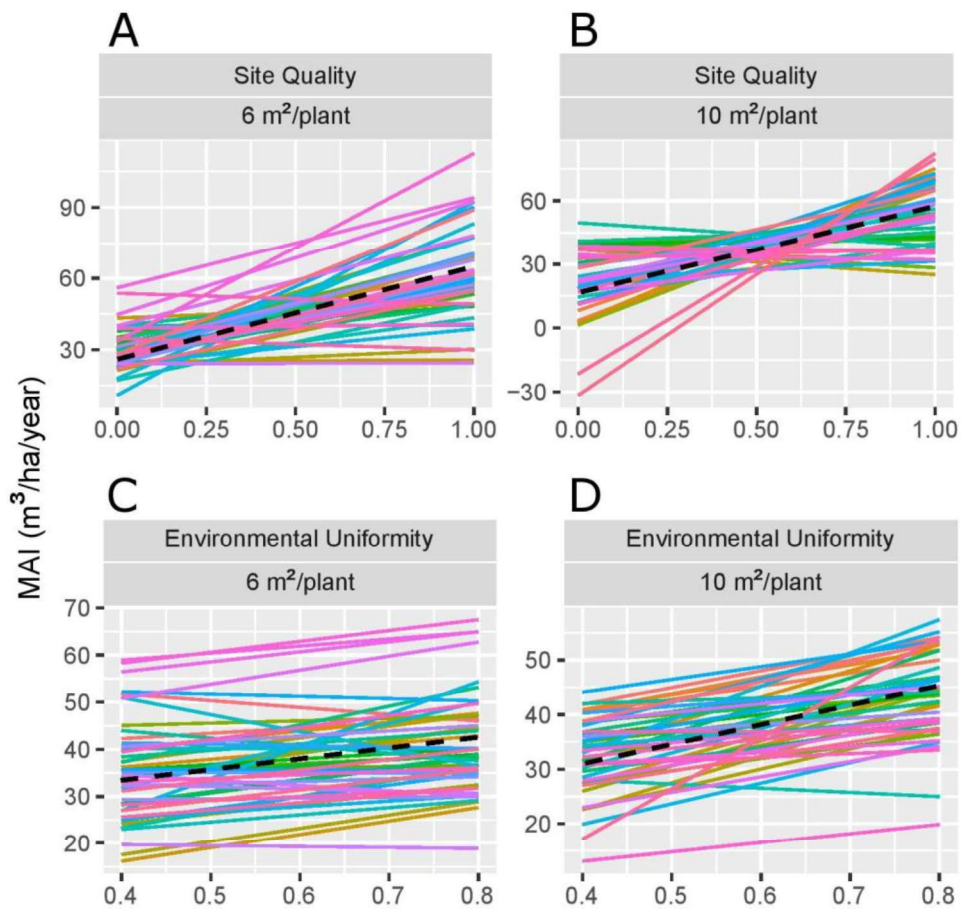 A
B
Site Quality
Site Quality
6 m²/plant
10 m²/plant
90
60
30
60
30
0
−30
0.00 0.25 0.50 0.75 1.00
0.00 0.25 0.50 0.75 1.00
MAI (m³/ha/year)
C
D
Environmental Uniformity
Environmental Uniformity
6 m²/plant
10 m²/plant
70
60
50
40
30
20
50
40
30
20
0.4 0.5 0.6 0.7 0.8
0.4 0.5 0.6 0.7 0.8